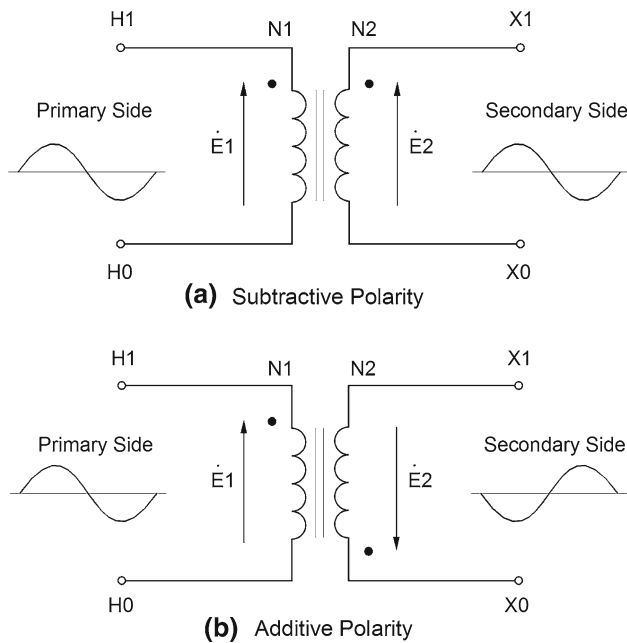 H1 N1 N2 X1
Primary Side Secondary Side
Ė1 Ė2
H0 X0
(a) Subtractive Polarity
H1 N1 N2 X1
Primary Side Secondary Side
Ė1 Ė2
H0 X0
(b) Additive Polarity